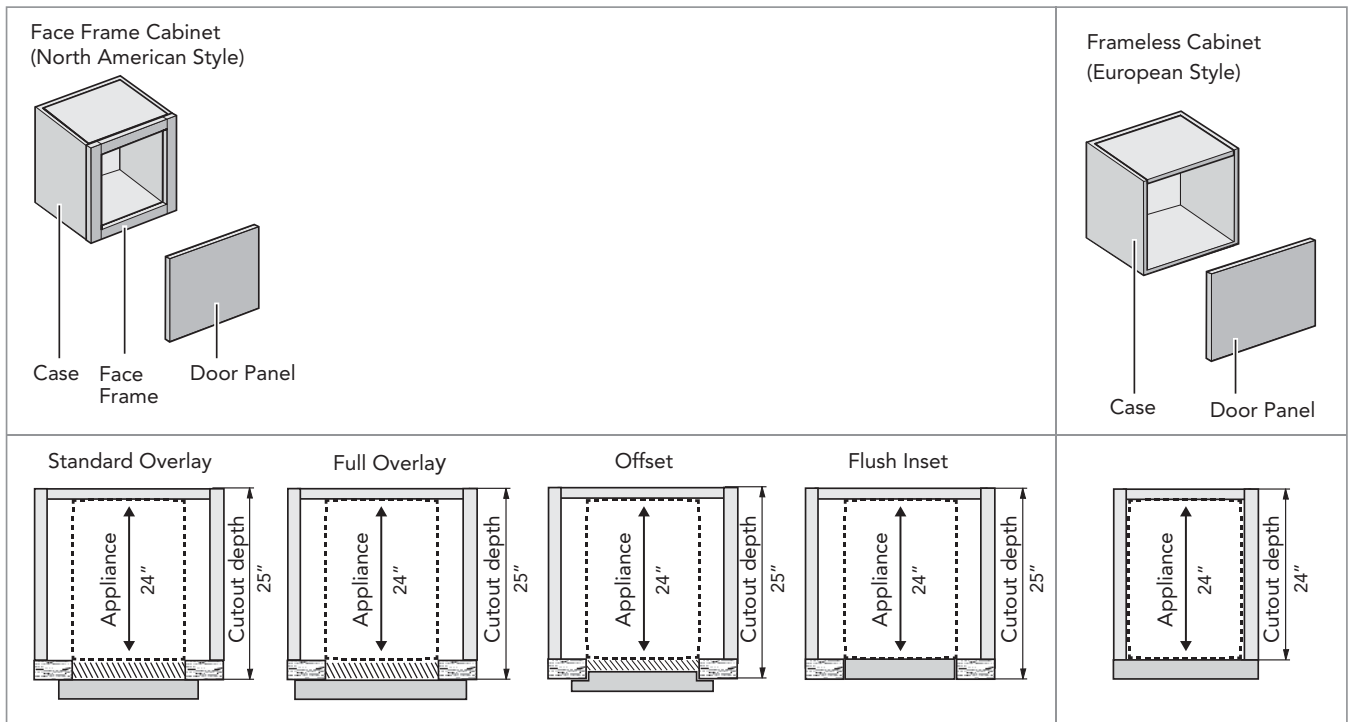 Face Frame Cabinet
(North American Style)
Case
Face
Frame
Door Panel
Frameless Cabinet
(European Style)
Case
Door Panel
Standard Overlay
Appliance
24″
Cutout depth
25″
Full Overlay
Appliance
24″
Cutout depth
25″
Offset
Appliance
24″
Cutout depth
25″
Flush Inset
Appliance
24″
Cutout depth
25″
Appliance
24″
Cutout depth
24″